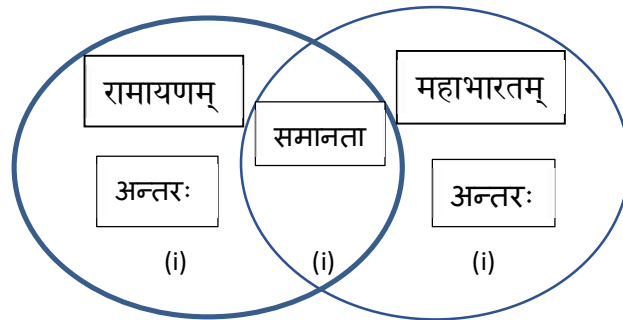 रामायणम्
महाभारतम्
समानता
अन्तरः
अन्तरः
(i)
(i)
(i)